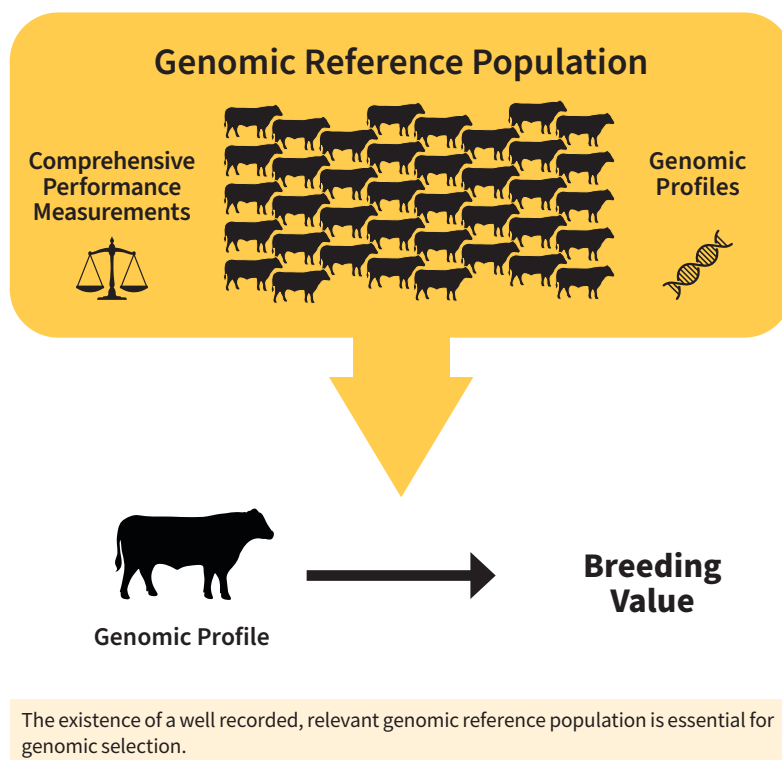 Genomic Reference Population
Comprehensive
Performance
Measurements
Genomic
Profiles
Genomic Profile
Breeding
Value
The existence of a well recorded, relevant genomic reference population is essential for
genomic selection.